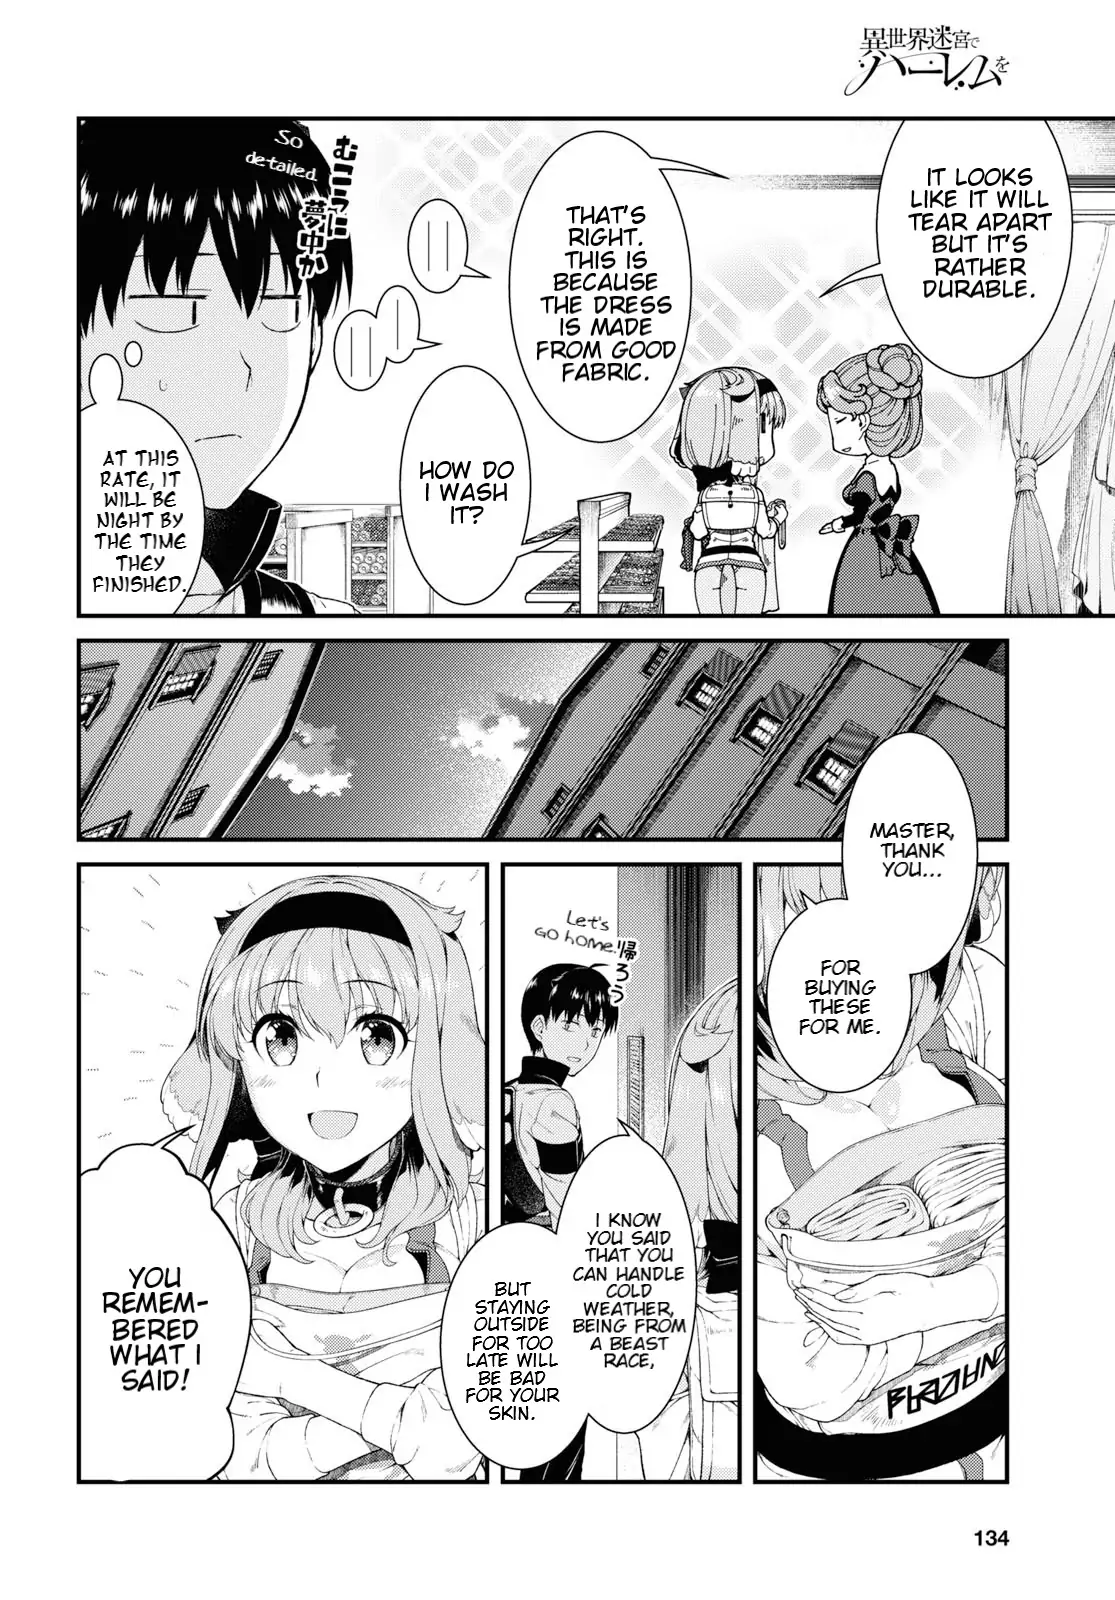 異世界迷宮で
ハーレムを
IT LOOKS
LIKE IT WILL
TEAR APART
BUT IT'S
RATHER
DURABLE.
THAT'S
RIGHT.
THIS IS
BECAUSE
THE DRESS
IS MADE
FROM GOOD
FABRIC.
HOW DO
I WASH
IT?
So
detailed.
むこうに
夢中か
AT THIS
RATE, IT
WILL BE
NIGHT BY
THE TIME
THEY
FINISHED.
MASTER,
THANK
YOU...
FOR
BUYING
THESE
FOR ME.
Let's
Go home.
帰ろう
I KNOW
YOU SAID
THAT YOU
CAN HANDLE
COLD
WEATHER,
BEING FROM
A BEAST
RACE,
BUT
STAYING
OUTSIDE
FOR TOO
LATE WILL
BE BAD
FOR YOUR
SKIN.
YOU
REMEM-
BERED
WHAT I
SAID!
134